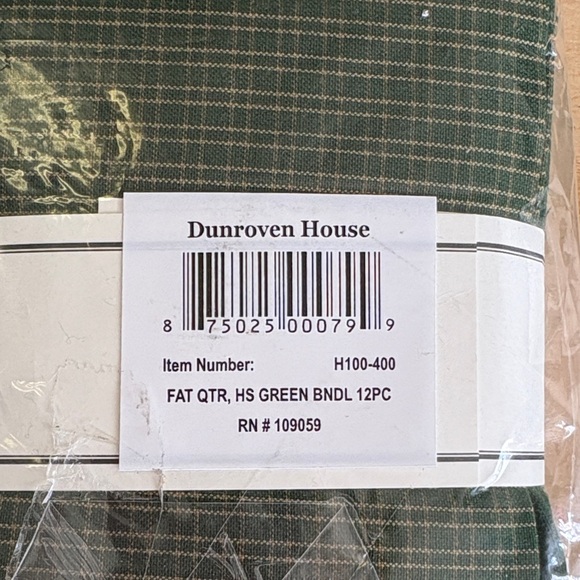 Dunroven House
8 75025 00079 9
Item Number: H100-400
FAT QTR, HS GREEN BNDL 12PC
RN # 109059